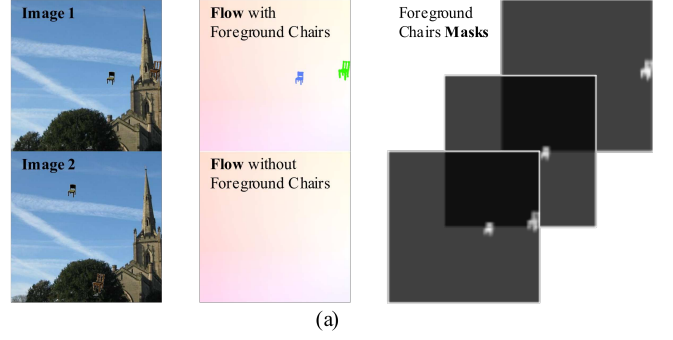 Image 1
Flow with
Foreground Chairs
Foreground
Chairs Masks
Image 2
Flow without
Foreground Chairs
(a)